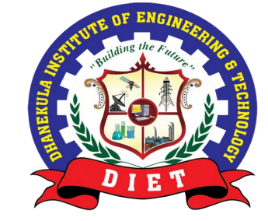 DHANEKULA INSTITUTE OF ENGINEERING & TECHNOLOGY
"Building the Future"
DIET